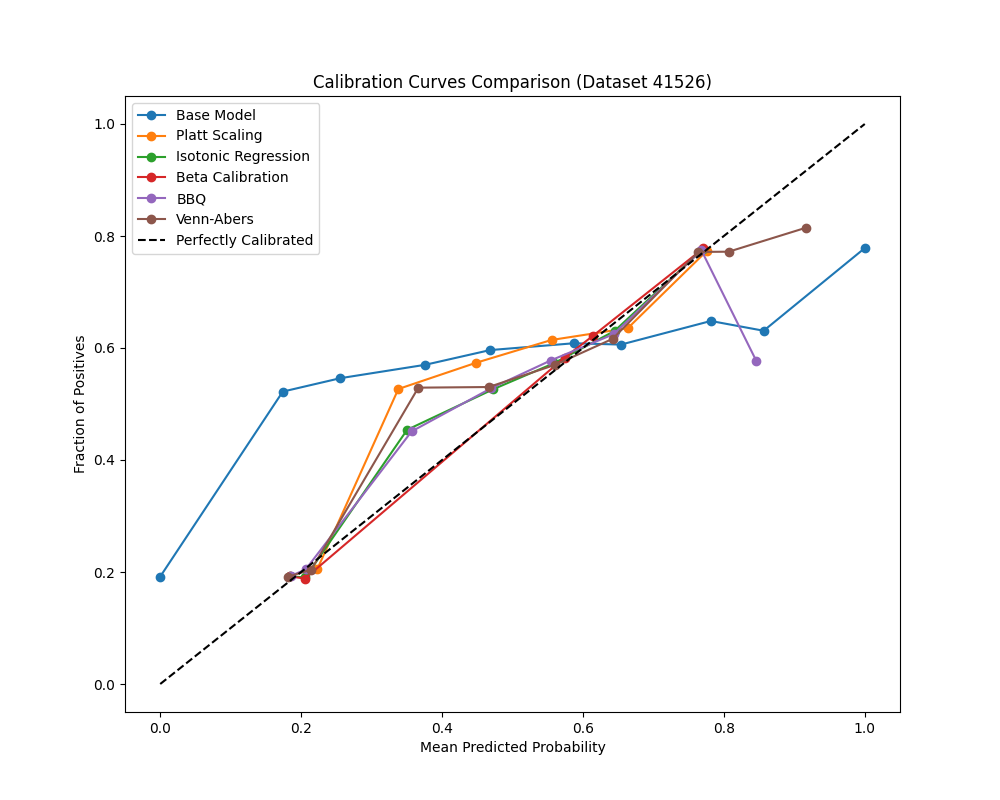 Calibration Curves Comparison (Dataset 41526)
Base Model
Platt Scaling
Isotonic Regression
Beta Calibration
BBQ
Venn-Abers
Perfectly Calibrated
1.0
0.8
0.6
0.4
0.2
0.0
Fraction of Positives
0.0 0.2 0.4 0.6 0.8 1.0
Mean Predicted Probability